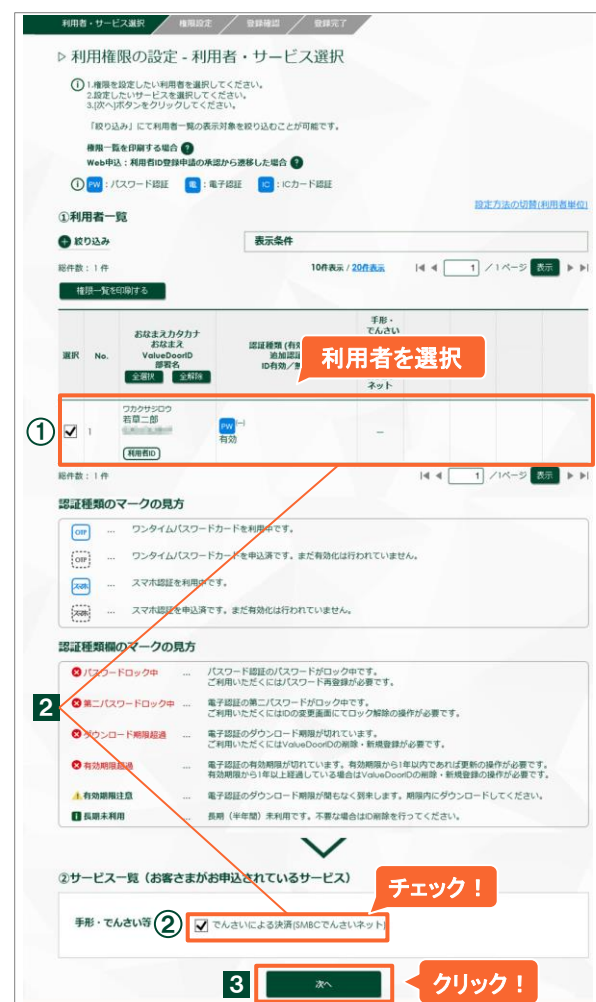 利用者・サービス選択 権限設定 登録確認 登録完了
利用権限の設定 - 利用者・サービス選択
1.権限を設定したい利用者を選択してください。
2.設定したいサービスを選択してください。
3.[次へ]ボタンをクリックしてください。
「絞り込み」にて利用者一覧の表示対象を絞り込むことが可能です。
権限一覧を印刷する場合 ?
Web申込:利用者ID登録申請の承認から遷移した場合 ?
PW :パスワード認証 電 :電子認証 IC :ICカード認証
設定方法の切替(利用者単位)
①利用者一覧
絞り込み 表示条件
総件数:1件 10件表示 / 20件表示 1 / 1ページ 表示
権限一覧を印刷する
選択 No. おなまえカタカナ
おなまえ
ValueDoorID
部署名
全選択 全解除
認証種類 (有効
追加認証
ID有効/無
手形・
でんさい
ネット
利用者を選択
①
1 ワカクサジロウ
若草二郎
利用者ID
PW
有効
–
総件数:1件 1 /1ページ 表示
認証種類のマークの見方
OTP … ワンタイムパスワードカードを利用中です。
OTP … ワンタイムパスワードカードを申込済です。まだ有効化は行われていません。
スマホ … スマホ認証を利用中です。
スマホ … スマホ認証を申込済です。まだ有効化は行われていません。
認証種類欄のマークの見方
パスワードロック中 … パスワード認証のパスワードがロック中です。
ご利用いただくにはパスワード再登録が必要です。
2
第二パスワードロック中 … 電子認証の第二パスワードがロック中です。
ご利用いただくにはIDの変更画面にてロック解除の操作が必要です。
ダウンロード期限超過 … 電子認証のダウンロード期限が切れています。
ご利用いただくにはValueDoorIDの削除・新規登録が必要です。
有効期限超過 … 電子認証の有効期限が切れています。有効期限から1年以内であれば更新の操作が必要です。
有効期限から1年以上経過している場合はValueDoorIDの削除・新規登録の操作が必要です。
有効期限注意 … 電子認証のダウンロード期限が間もなく到来します。期限内にダウンロードしてください。
長期未利用 … 長期(半年間)未利用です。不要な場合はID削除を行ってください。
②サービス一覧(お客さまがお申込されているサービス)
チェック!
手形・でんさい等 ② でんさいによる決済(SMBCでんさいネット)
3 次へ クリック!